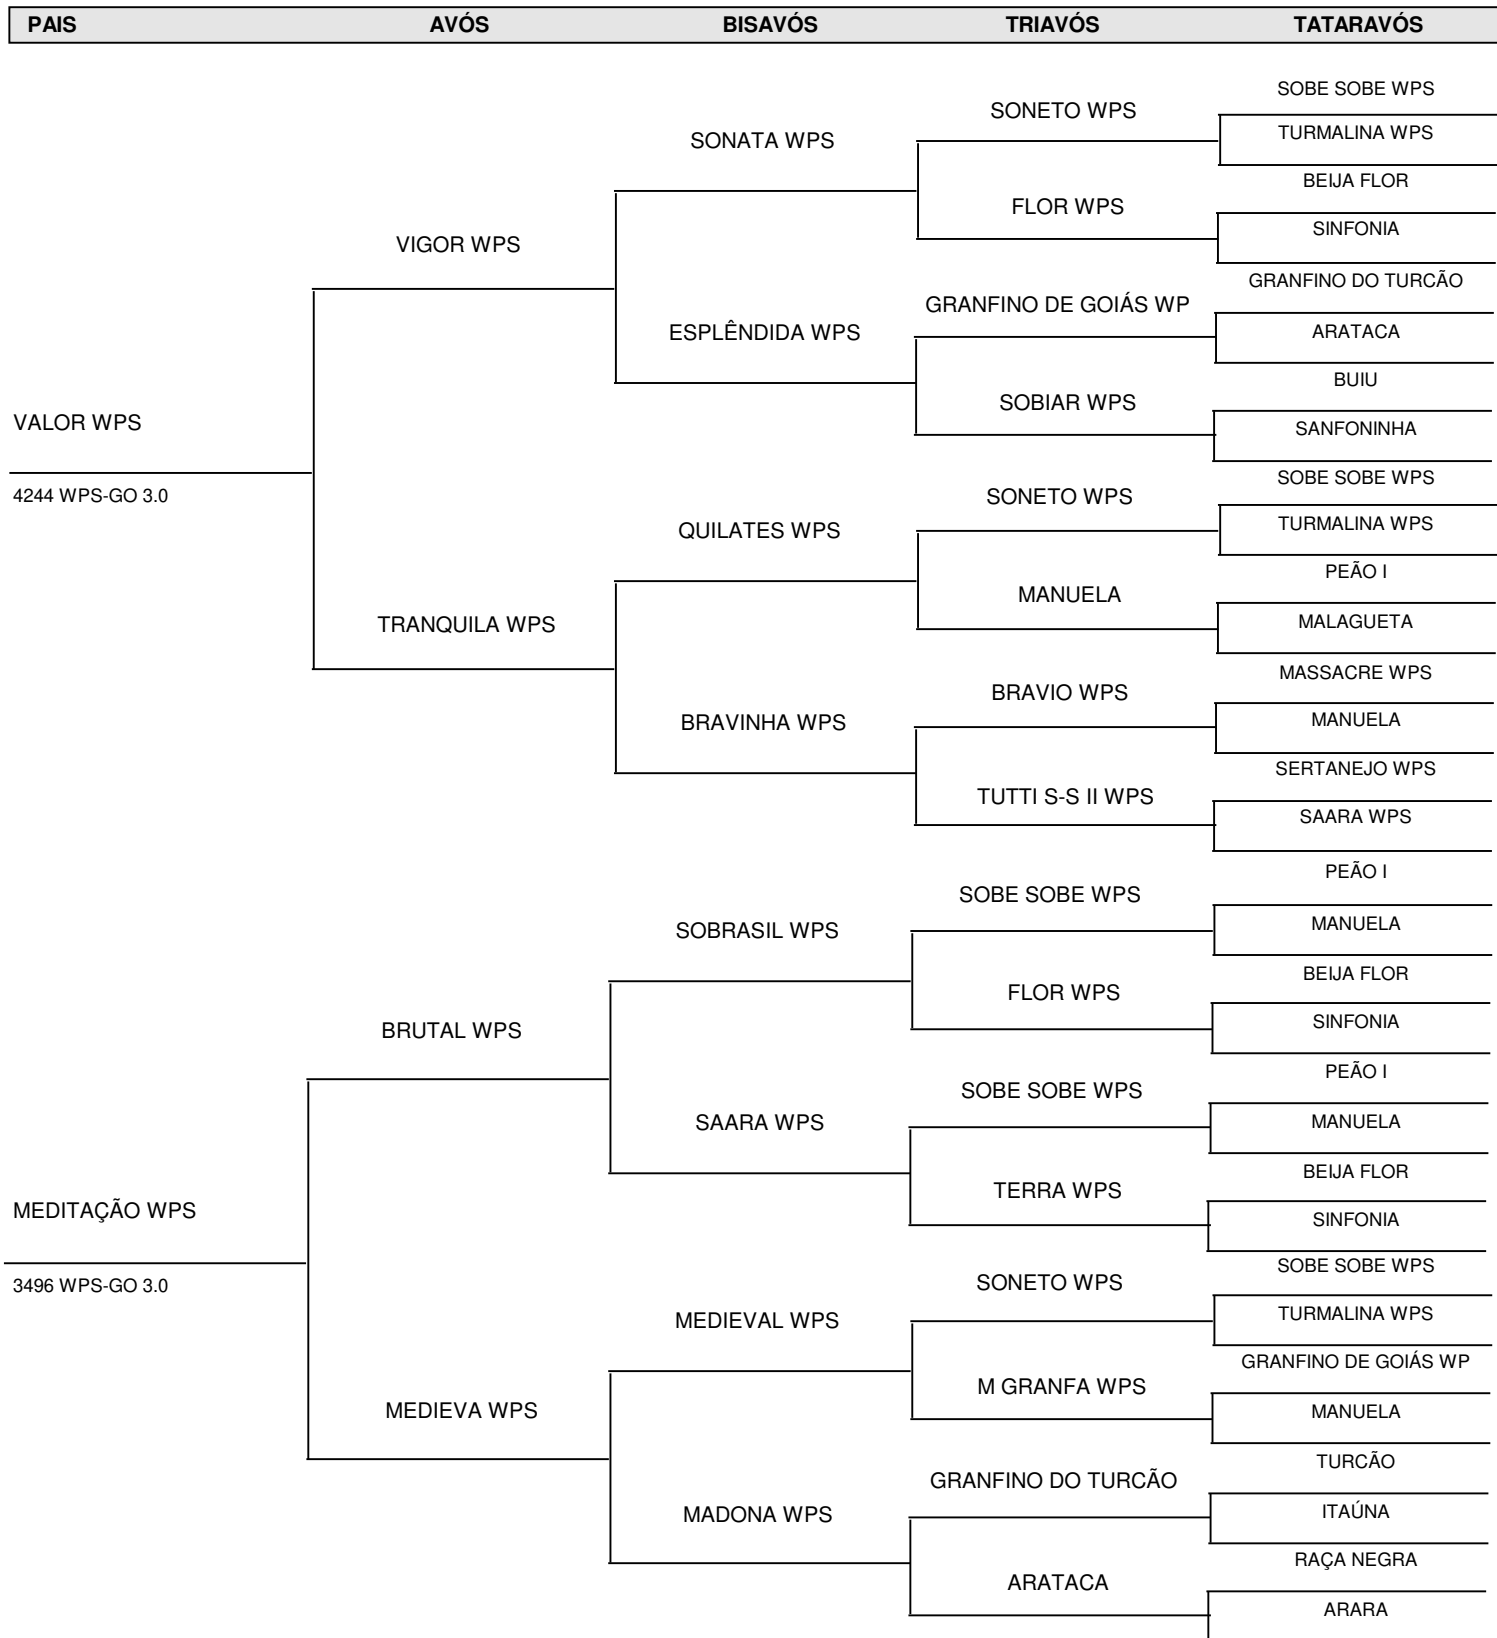 PAIS AVÓS BISAVÓS TRIAVÓS TATARAVÓS
SOBE SOBE WPS
SONETO WPS
TURMALINA WPS
SONATA WPS
BEIJA FLOR
FLOR WPS
SINFONIA
VIGOR WPS
GRANFINO DO TURCÃO
GRANFINO DE GOIÁS WP
ARATACA
ESPLÊNDIDA WPS
BUIU
SOBIAR WPS
VALOR WPS
SANFONINHA
SOBE SOBE WPS
4244 WPS-GO 3.0
SONETO WPS
TURMALINA WPS
QUILATES WPS
PEÃO I
MANUELA
MALAGUETA
TRANQUILA WPS
MASSACRE WPS
BRAVIO WPS
MANUELA
BRAVINHA WPS
SERTANEJO WPS
TUTTI S-S II WPS
SAARA WPS
PEÃO I
SOBE SOBE WPS
MANUELA
SOBRASIL WPS
BEIJA FLOR
FLOR WPS
SINFONIA
BRUTAL WPS
PEÃO I
SOBE SOBE WPS
MANUELA
SAARA WPS
BEIJA FLOR
TERRA WPS
MEDITAÇÃO WPS
SINFONIA
SOBE SOBE WPS
SONETO WPS
3496 WPS-GO 3.0
TURMALINA WPS
MEDIEVAL WPS
GRANFINO DE GOIÁS WP
M GRANFA WPS
MEDIEVA WPS
MANUELA
TURCÃO
GRANFINO DO TURCÃO
ITAÚNA
MADONA WPS
RAÇA NEGRA
ARATACA
ARARA